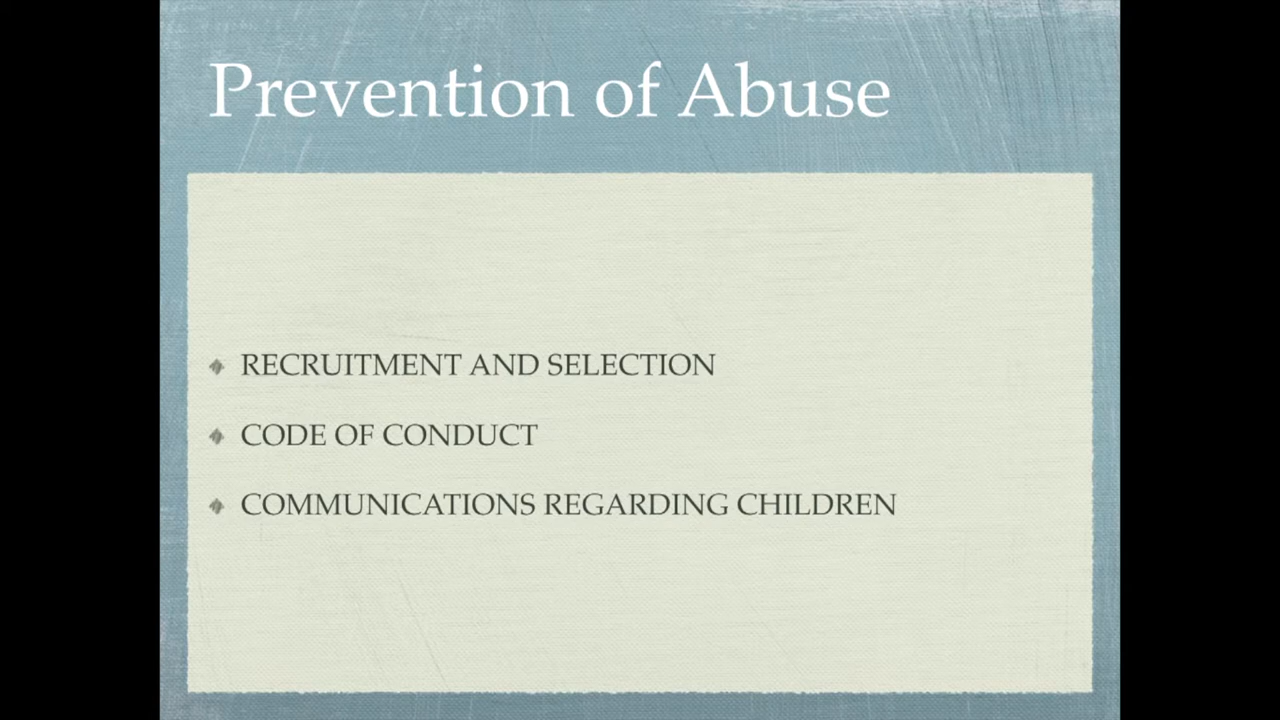 Prevention of Abuse
RECRUITMENT AND SELECTION
CODE OF CONDUCT
COMMUNICATIONS REGARDING CHILDREN